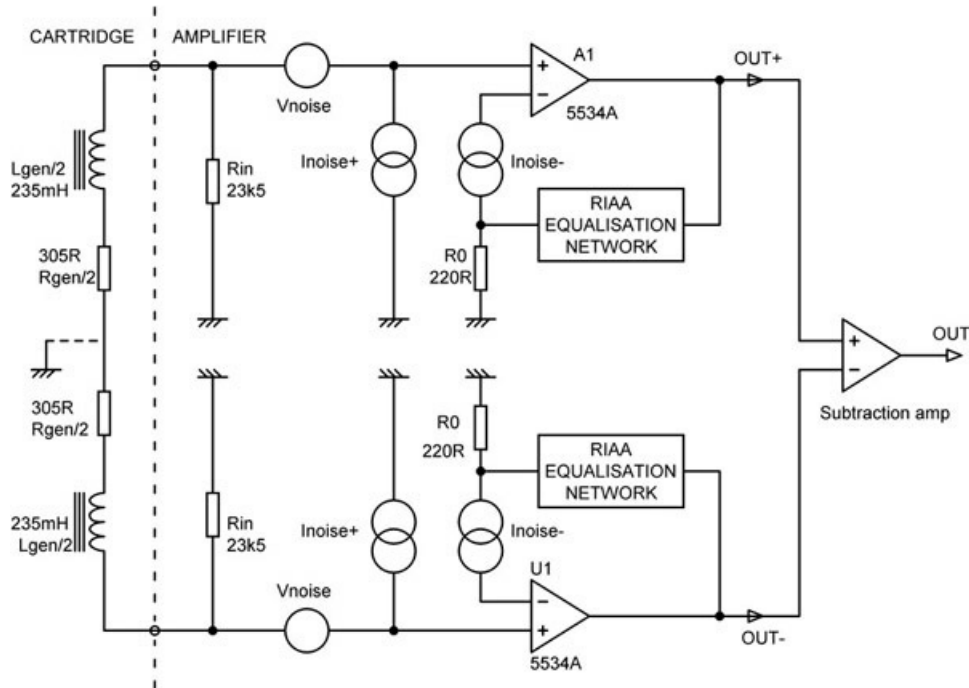 CARTRIDGE
AMPLIFIER
Vnoise
A1
5534A
OUT+
Lgen/2
235mH
Rin
23k5
Inoise+
Inoise-
RIAA
EQUALISATION
NETWORK
305R
Rgen/2
R0
220R
OUT
Subtraction amp
305R
Rgen/2
R0
220R
RIAA
EQUALISATION
NETWORK
235mH
Lgen/2
Rin
23k5
Inoise+
Inoise-
Vnoise
U1
5534A
OUT-